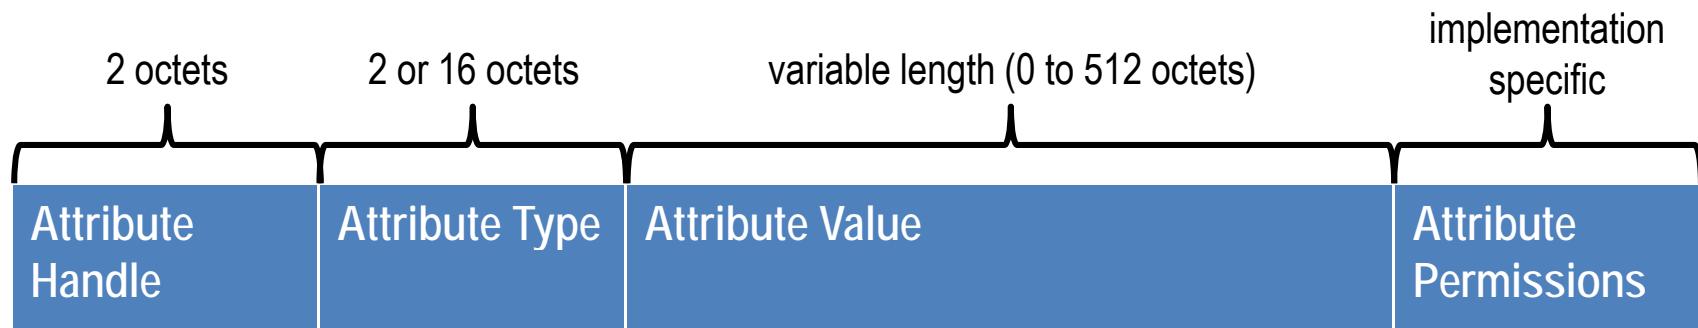 2 octets
2 or 16 octets
variable length (0 to 512 octets)
implementation
specific
Attribute
Handle
Attribute Type
Attribute Value
Attribute
Permissions